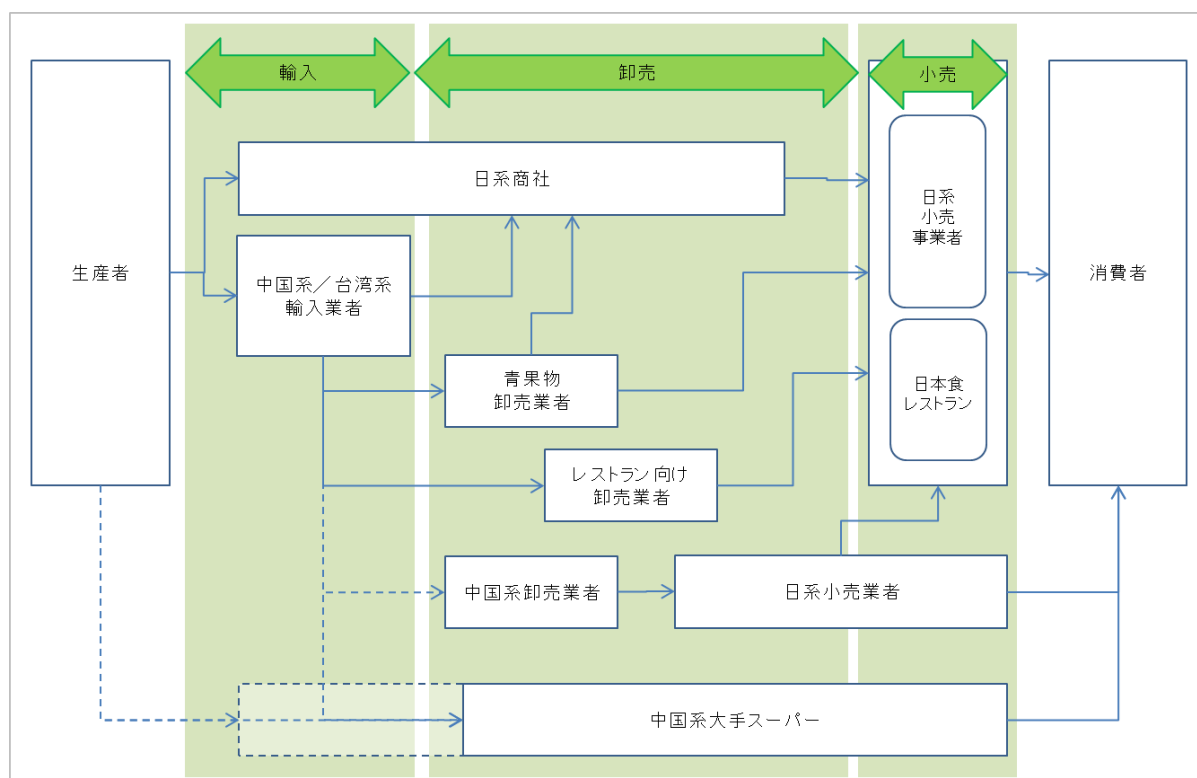 輸入
卸売
小売
日系商社
日系
小売
事業者
生産者
中国系／台湾系
輸入業者
消費者
青果物
卸売業者
日本食
レストラン
レストラン向け
卸売業者
中国系卸売業者
日系小売業者
中国系大手スーパー